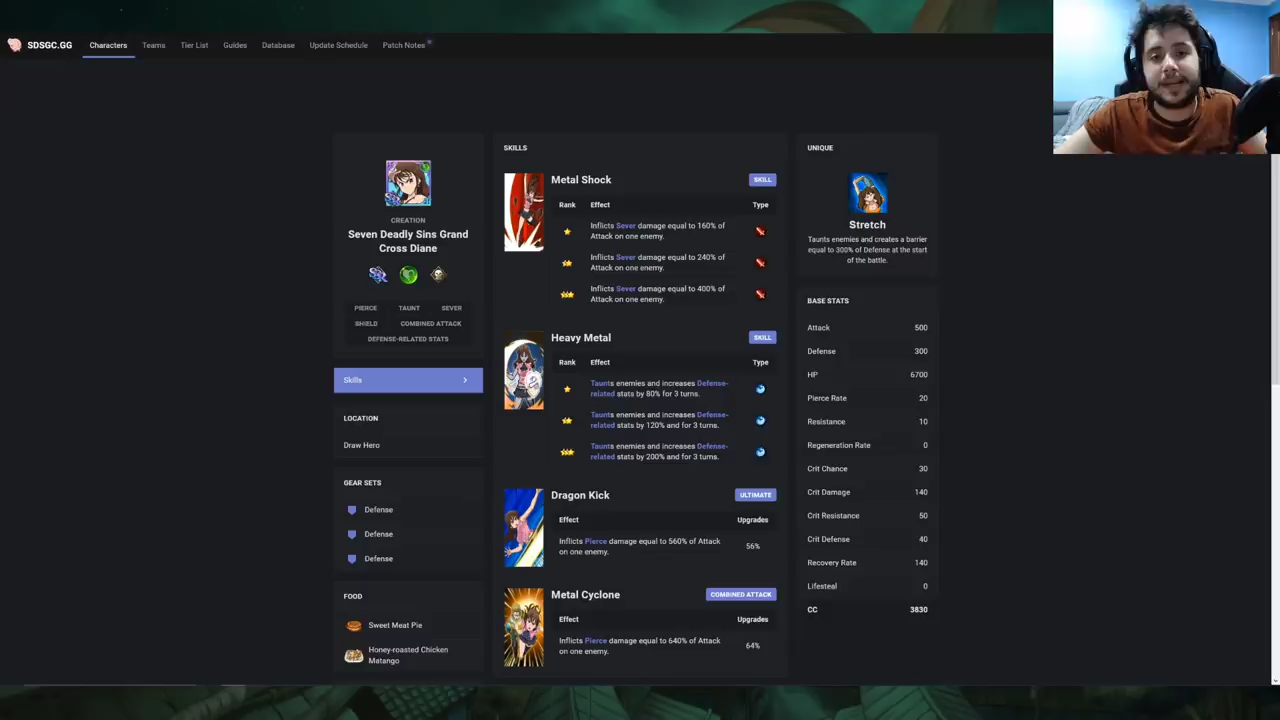 SDSGC.GG
Characters
Teams
Tier List
Guides
Database
Update Schedule
Patch Notes
CREATION
Seven Deadly Sins Grand
Cross Diane
PIERCE
TAUNT
SEVER
SHIELD
COMBINED ATTACK
DEFENSE-RELATED STATS
Skills
LOCATION
Draw Hero
GEAR SETS
Defense
Defense
Defense
FOOD
Sweet Meat Pie
Honey-roasted Chicken
Matango
SKILLS
Metal Shock
SKILL
Rank
Effect
Type
Inflicts Sever damage equal to 160% of
Attack on one enemy.
Inflicts Sever damage equal to 240% of
Attack on one enemy.
Inflicts Sever damage equal to 400% of
Attack on one enemy.
Heavy Metal
SKILL
Rank
Effect
Type
Taunts enemies and increases Defense-
related stats by 80% for 3 turns.
Taunts enemies and increases Defense-
related stats by 120% and for 3 turns.
Taunts enemies and increases Defense-
related stats by 200% and for 3 turns.
Dragon Kick
ULTIMATE
Effect
Upgrades
Inflicts Pierce damage equal to 560% of Attack
on one enemy.
56%
Metal Cyclone
COMBINED ATTACK
Effect
Upgrades
Inflicts Pierce damage equal to 640% of Attack
on one enemy.
64%
UNIQUE
Stretch
Taunts enemies and creates a barrier
equal to 300% of Defense at the start
of the battle.
BASE STATS
Attack 500
Defense 300
HP 6700
Pierce Rate 20
Resistance 10
Regeneration Rate 0
Crit Chance 30
Crit Damage 140
Crit Resistance 50
Crit Defense 40
Recovery Rate 140
Lifesteal 0
CC 3830